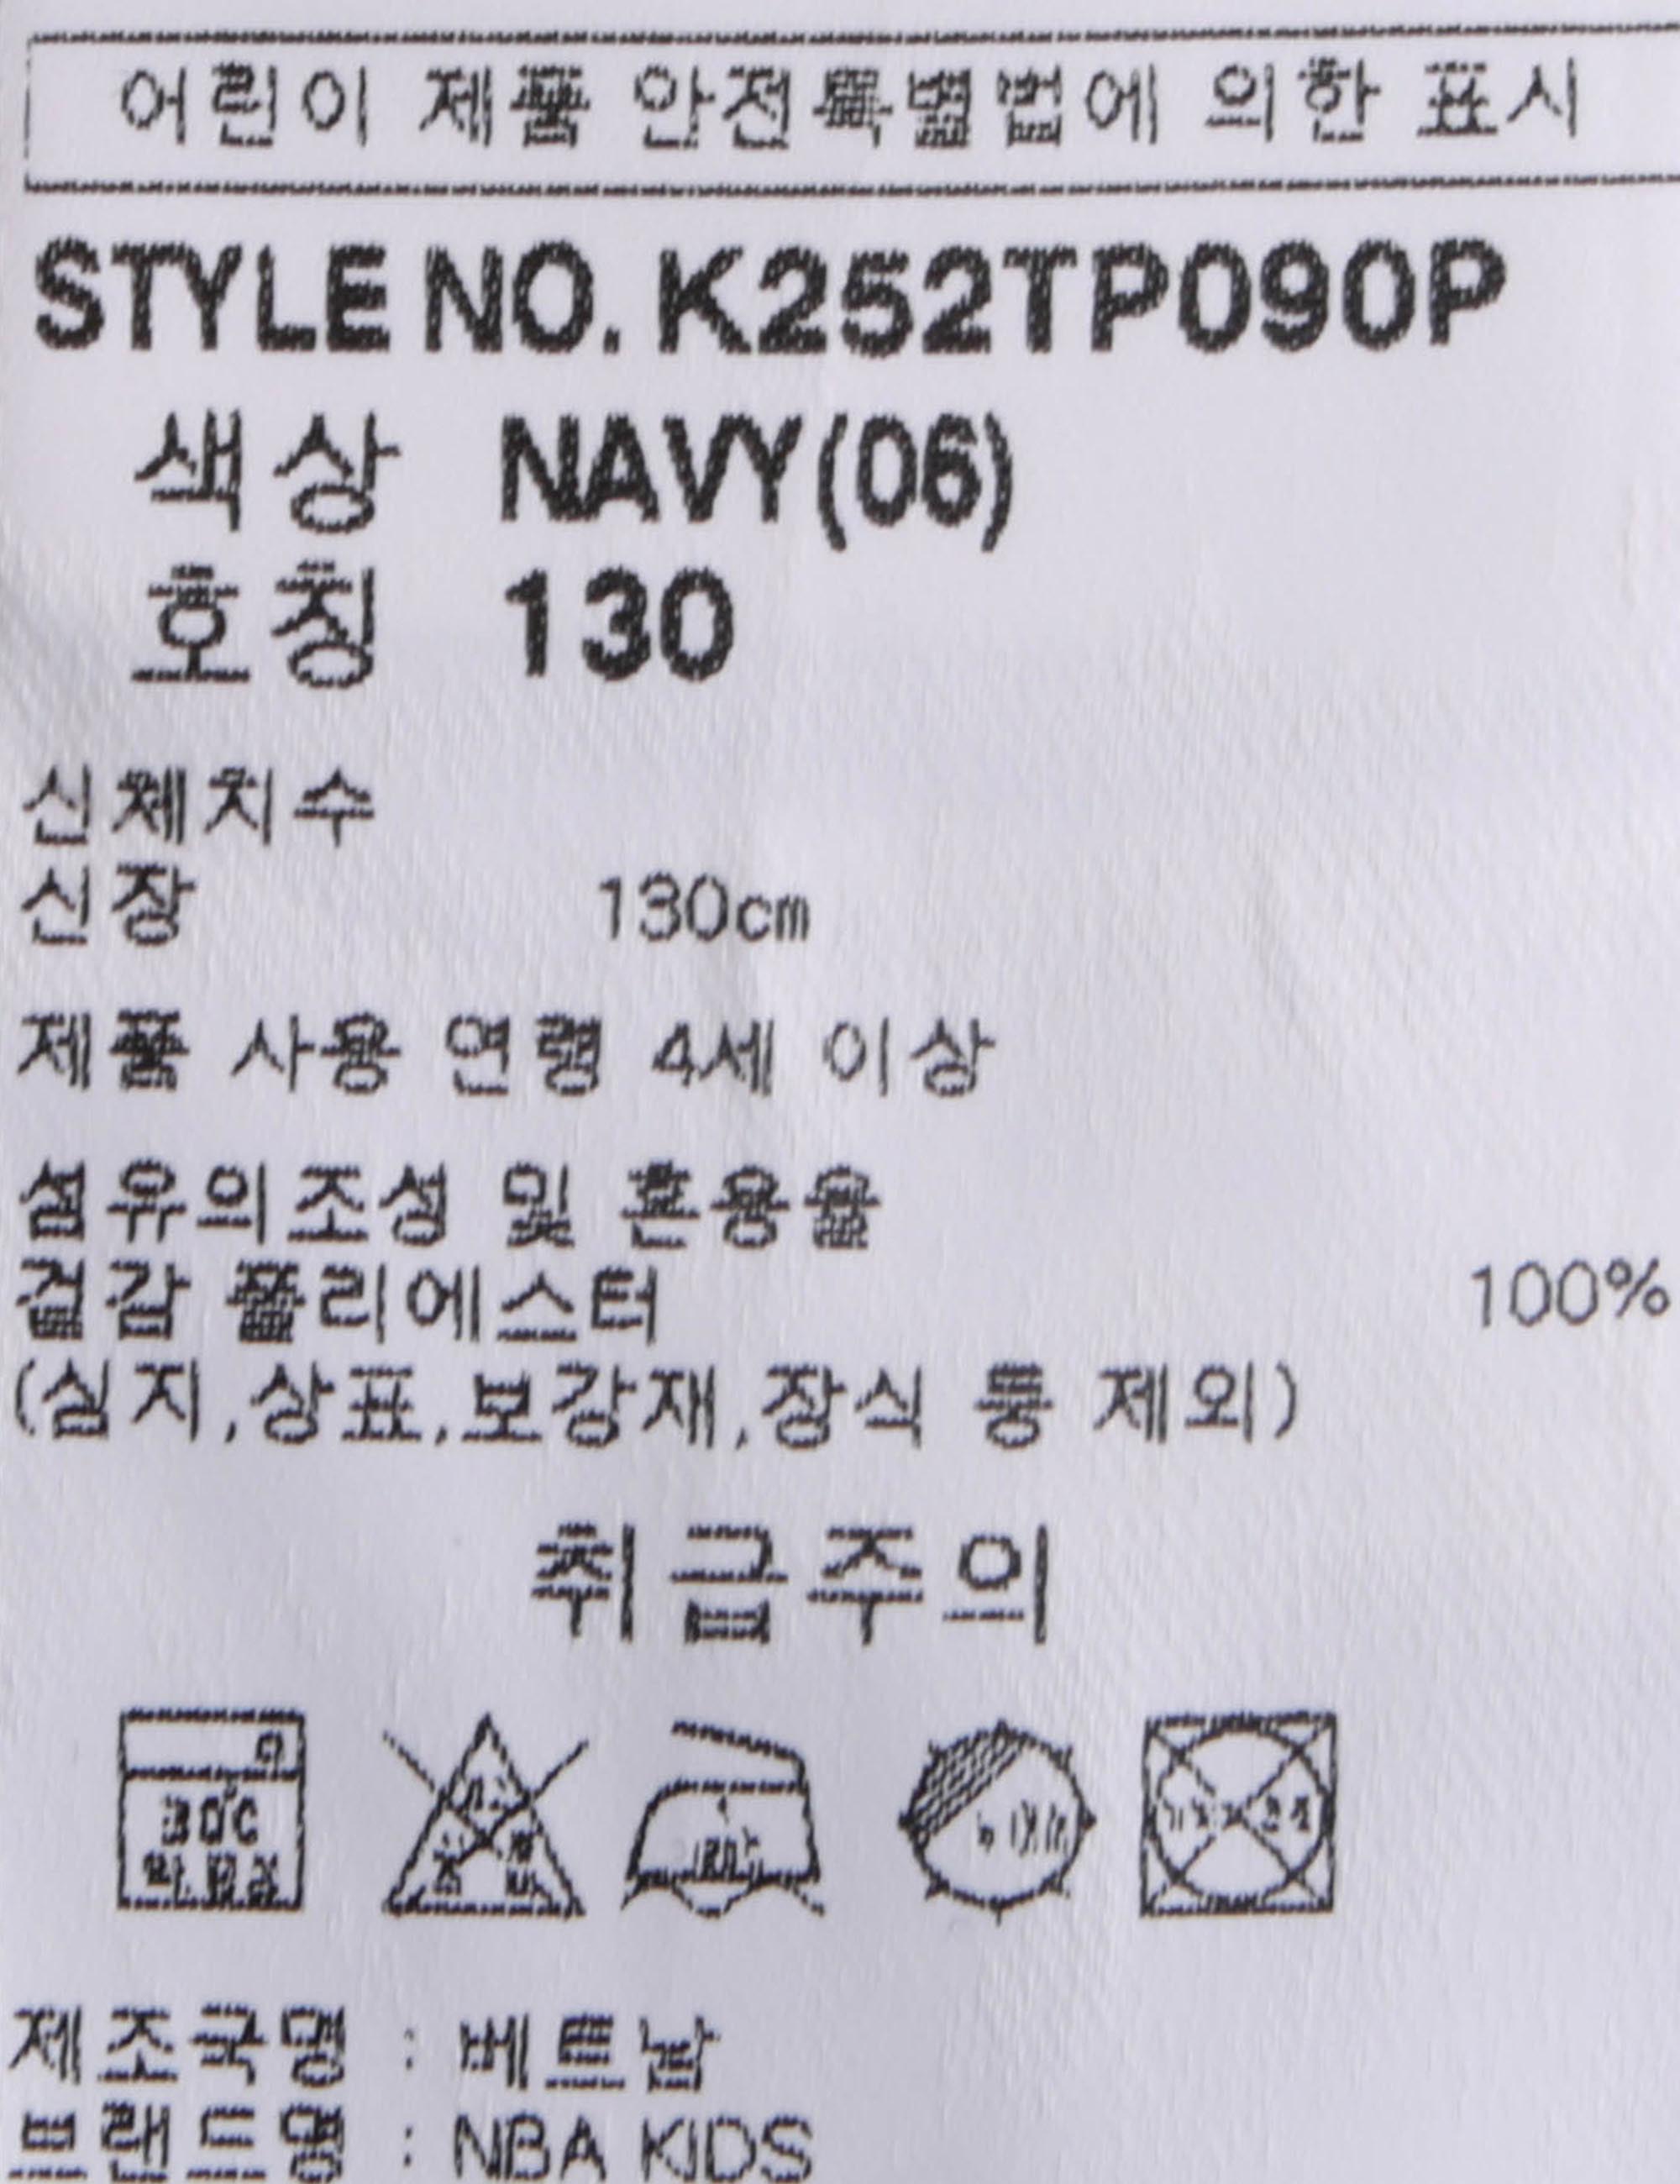 어린이 제품 안전특별법에 의한 표시
STYLE NO. K252TP090P
색상 NAVY(06)
호칭 130
신체치수
신장 130cm
제품 사용 연령 4세 이상
섬유의조성 및 혼용율
겉감 폴리에스터 100%
(심지,상표,보강재,장식 등 제외)
취급주의
30℃
제조국명 : 베트남
브랜드명 : NBA KIDS